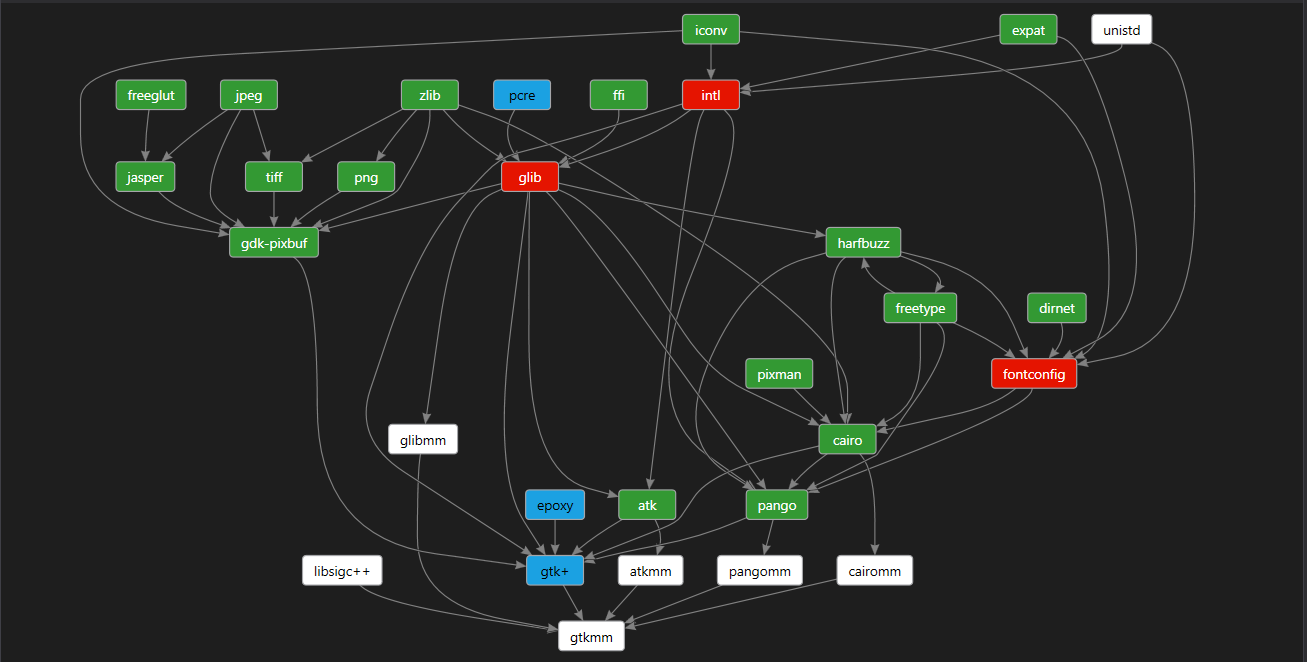 iconv
expat
unistd
freeglut
jpeg
zlib
pcre
ffi
intl
jasper
tiff
png
glib
gdk-pixbuf
harfbuzz
freetype
dirnet
pixman
fontconfig
glibmm
cairo
epoxy
atk
pango
libsigc++
gtk+
atkmm
pangomm
cairomm
gtkmm